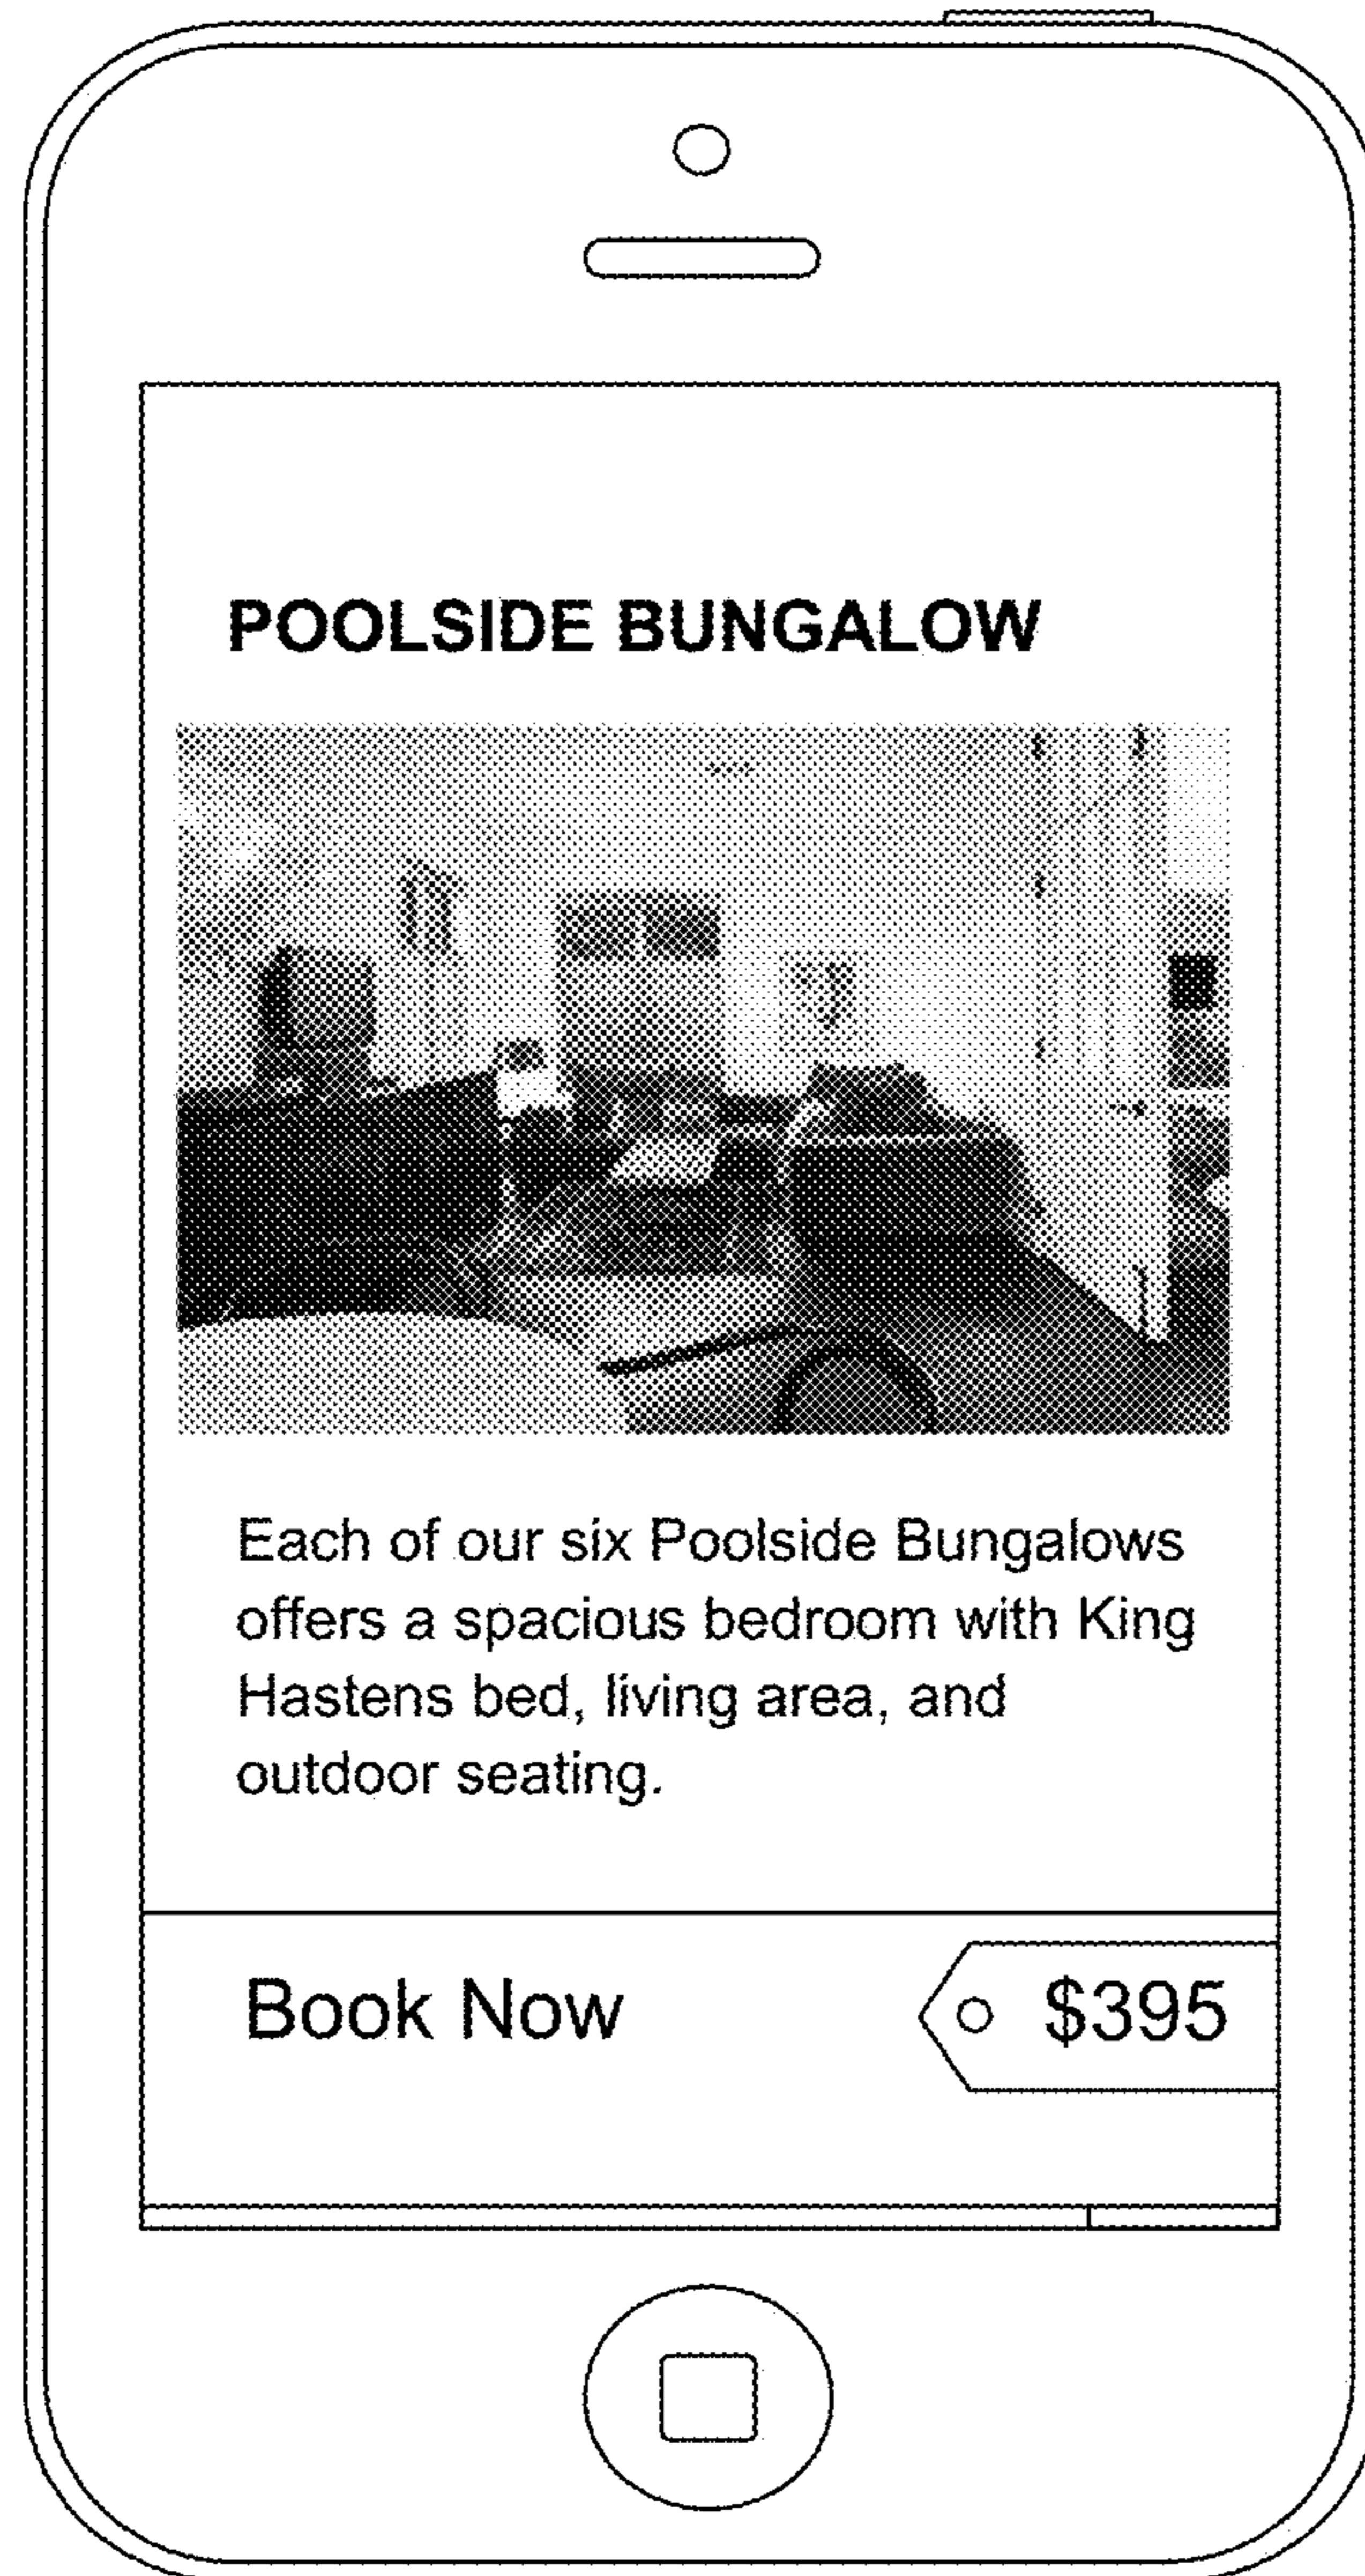 POOLSIDE BUNGALOW
Each of our six Poolside Bungalows
offers a spacious bedroom with King
Hastens bed, living area, and
outdoor seating.
Book Now
$395